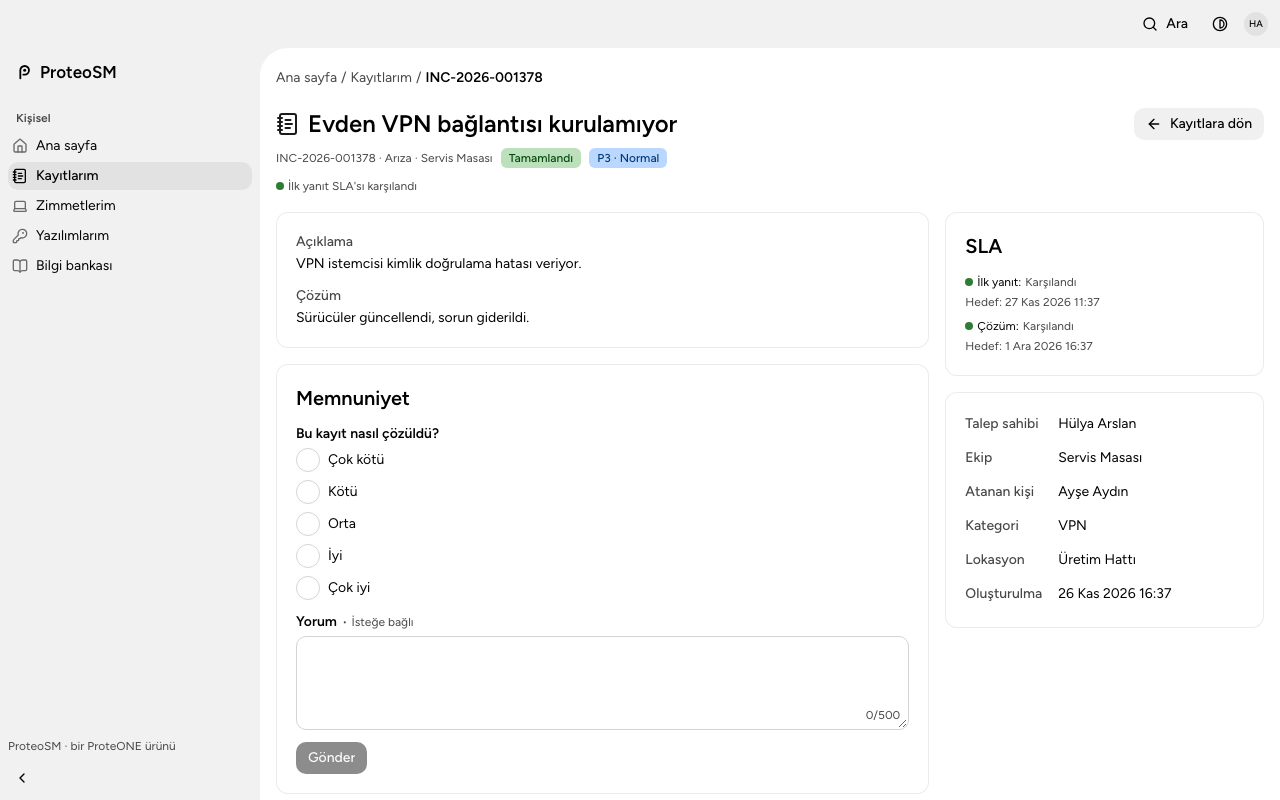 Ara
HA
ProteoSM
Kişisel
Ana sayfa
Kayıtlarım
Zimmetlerim
Yazılımlarım
Bilgi bankası
ProteoSM · bir ProteONE ürünü
Ana sayfa / Kayıtlarım / INC-2026-001378
Evden VPN bağlantısı kurulamıyor
Kayıtlara dön
INC-2026-001378 · Arıza · Servis Masası Tamamlandı P3 · Normal
İlk yanıt SLA'sı karşılandı
Açıklama
VPN istemcisi kimlik doğrulama hatası veriyor.
Çözüm
Sürücüler güncellendi, sorun giderildi.
Memnuniyet
Bu kayıt nasıl çözüldü?
Çok kötü
Kötü
Orta
İyi
Çok iyi
Yorum · İsteğe bağlı
0/500
Gönder
SLA
İlk yanıt: Karşılandı
Hedef: 27 Kas 2026 11:37
Çözüm: Karşılandı
Hedef: 1 Ara 2026 16:37
Talep sahibi Hülya Arslan
Ekip Servis Masası
Atanan kişi Ayşe Aydın
Kategori VPN
Lokasyon Üretim Hattı
Oluşturulma 26 Kas 2026 16:37